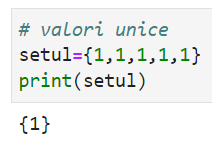 # valori unice
setul={1,1,1,1,1}
print(setul)
{1}